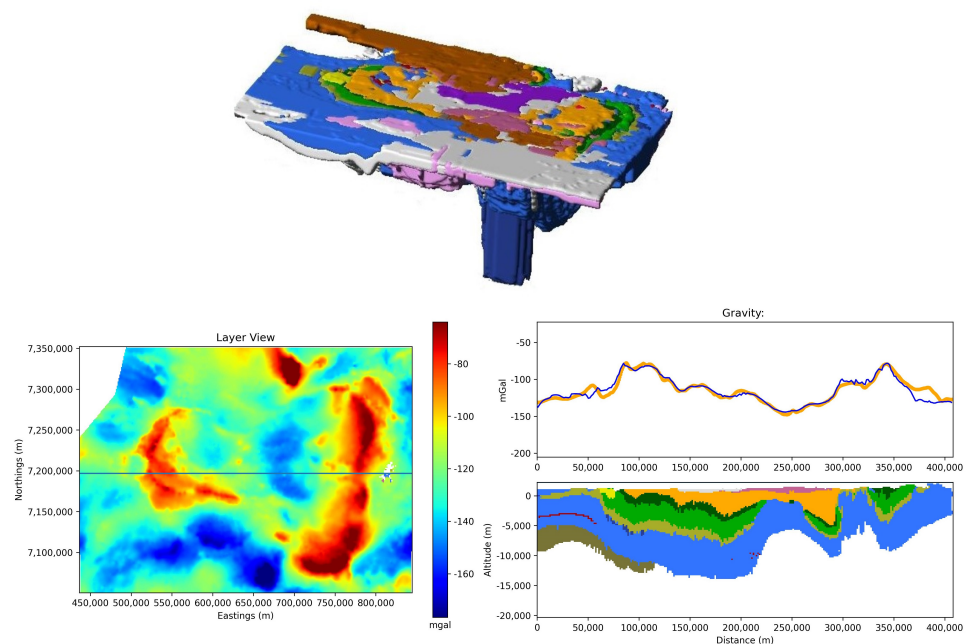 Layer View
7,350,000
7,300,000
7,250,000
7,200,000
7,150,000
7,100,000
Northings (m)
450,000 500,000 550,000 600,000 650,000 700,000 750,000 800,000
Eastings (m)
-80
-100
-120
-140
-160
mgal
Gravity:
-50
-100
-150
-200
mGal
0 50,000 100,000 150,000 200,000 250,000 300,000 350,000 400,000
0
-5,000
-10,000
-15,000
-20,000
Altitude (m)
0 50,000 100,000 150,000 200,000 250,000 300,000 350,000 400,000
Distance (m)